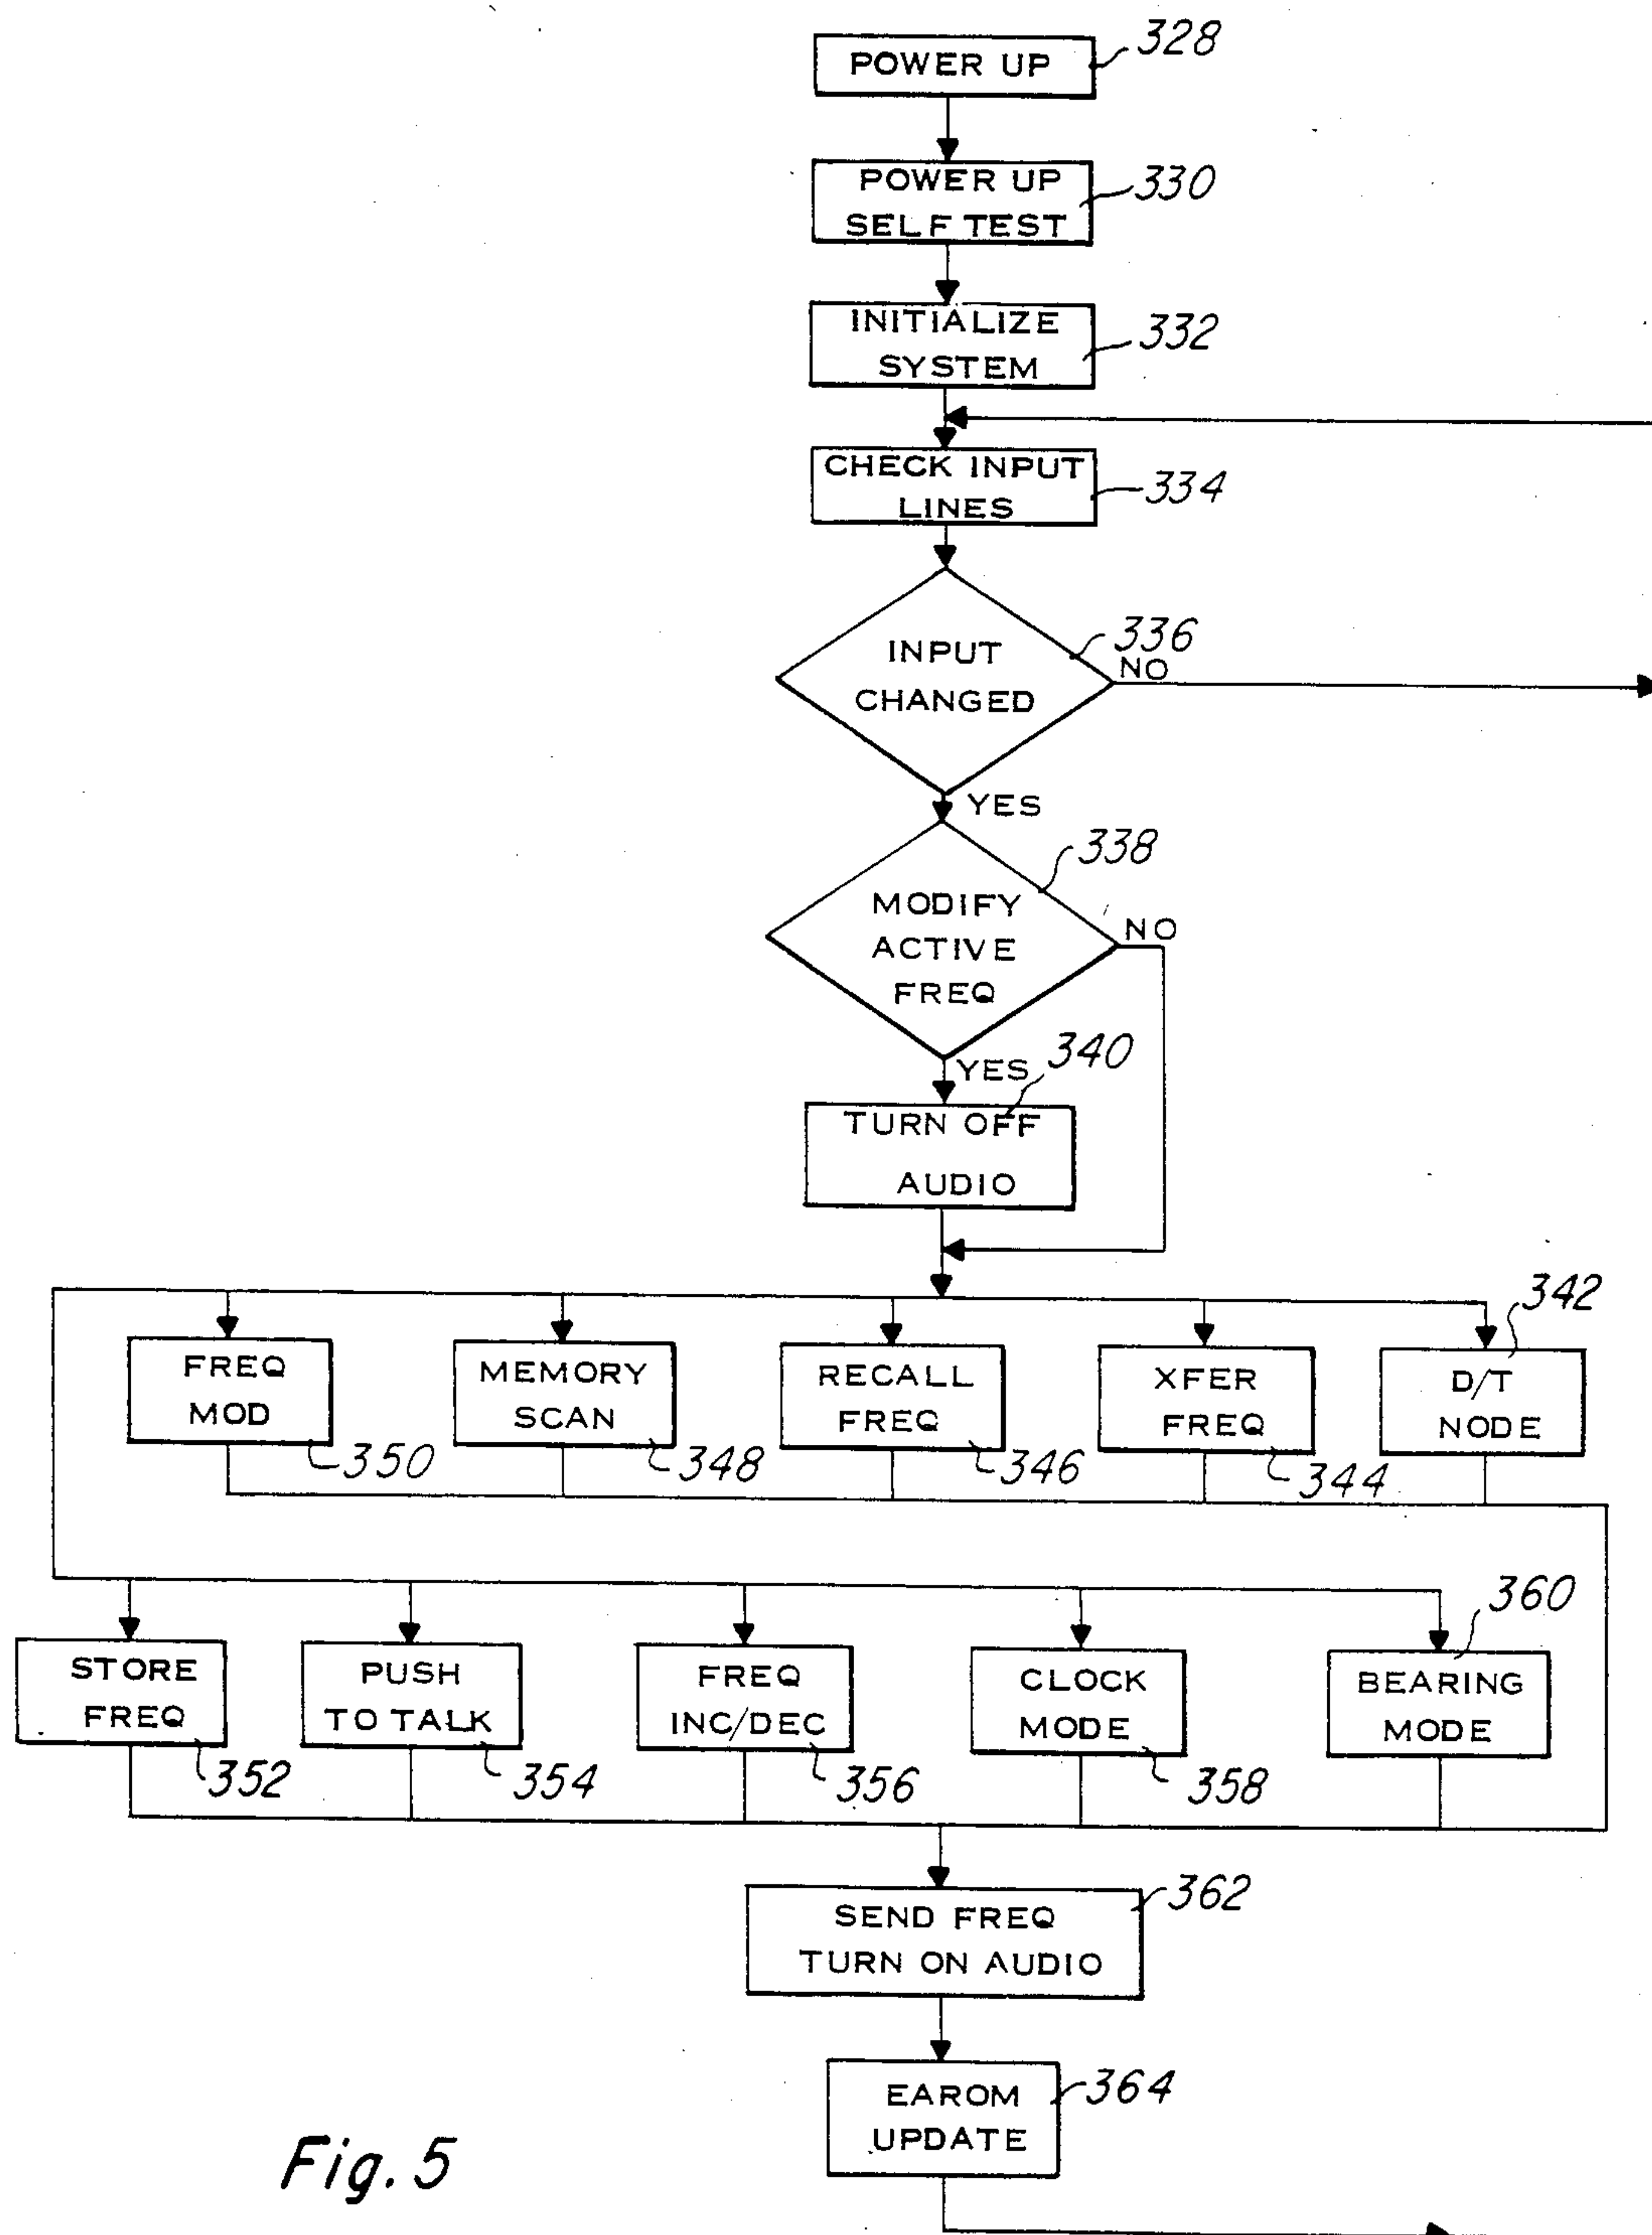 POWER UP
328
POWER UP
SELF TEST
330
INITIALIZE
SYSTEM
332
CHECK INPUT
LINES
334
INPUT
CHANGED
336
NO
YES
MODIFY
ACTIVE
FREQ
338
NO
YES
340
TURN OFF
AUDIO
FREQ
MOD
350
MEMORY
SCAN
348
RECALL
FREQ
346
XFER
FREQ
344
D/T
NODE
342
STORE
FREQ
352
PUSH
TO TALK
354
FREQ
INC/DEC
356
CLOCK
MODE
358
BEARING
MODE
360
SEND FREQ
TURN ON AUDIO
362
EAROM
UPDATE
364
Fig. 5